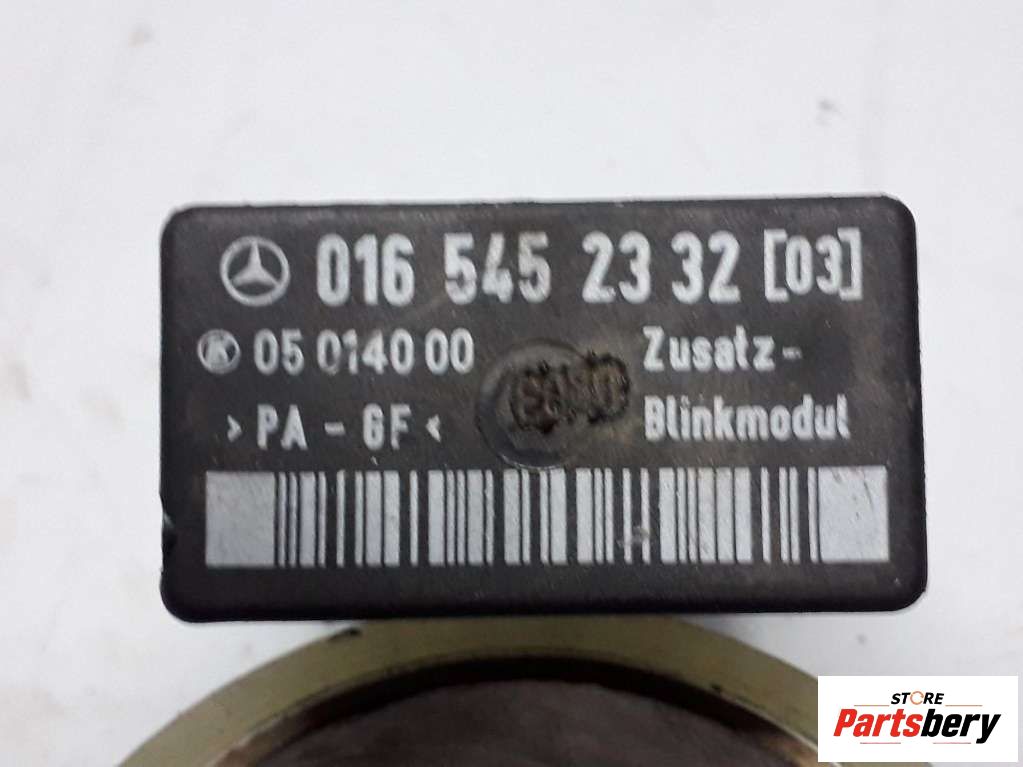 016 545 23 32 [03]
05 0140 00
Zusatz-
> PA - GF <
Blinkmodul
STORE
Partsbery